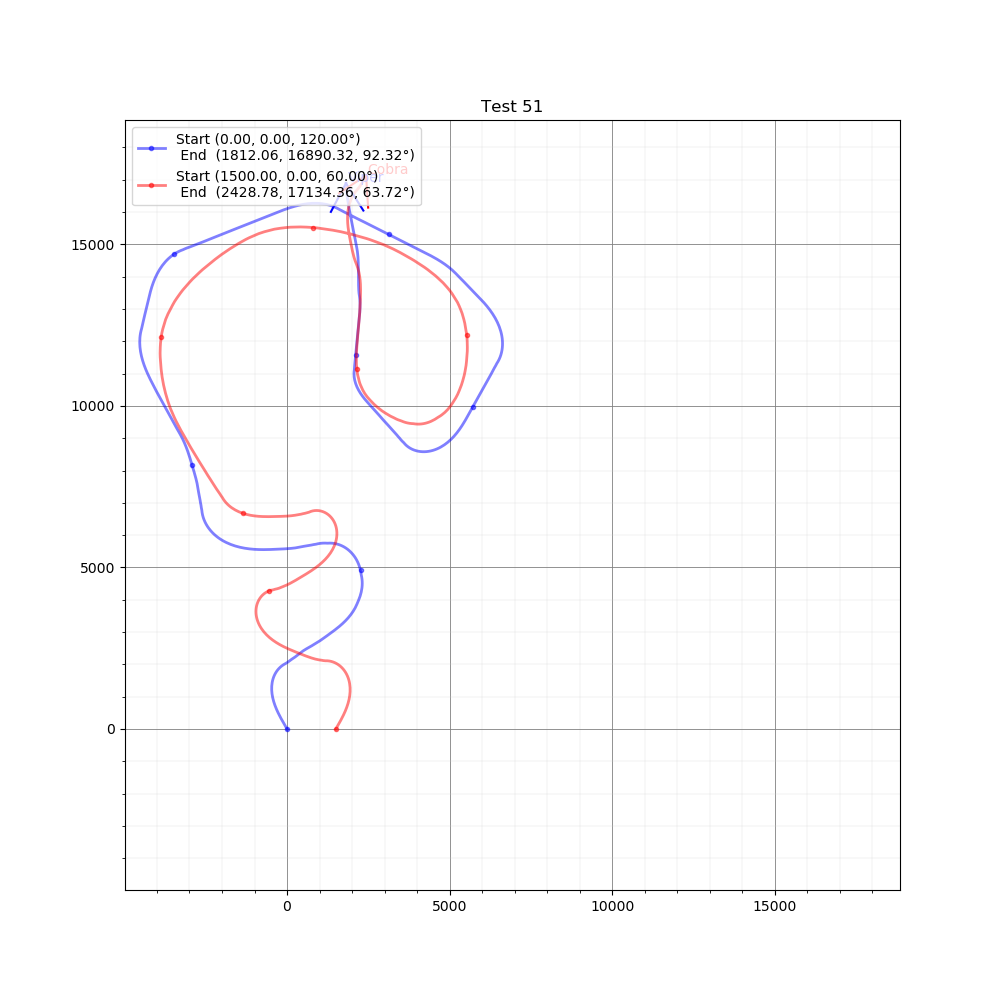 Test 51
Start (0.00, 0.00, 120.00°)
End (1812.06, 16890.32, 92.32°)
Start (1500.00, 0.00, 60.00°)
End (2428.78, 17134.36, 63.72°)
Cobra
15000
10000
5000
0
0
5000
10000
15000